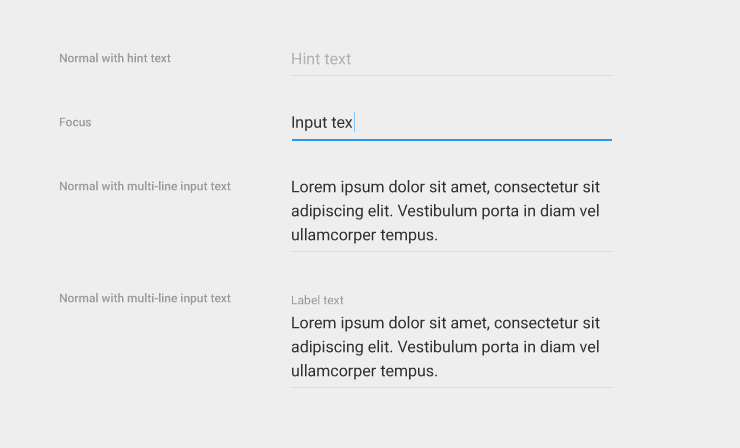 Normal with hint text
Hint text
Focus
Input tex
Normal with multi-line input text
Lorem ipsum dolor sit amet, consectetur sit
adipiscing elit. Vestibulum porta in diam vel
ullamcorper tempus.
Normal with multi-line input text
Label text
Lorem ipsum dolor sit amet, consectetur sit
adipiscing elit. Vestibulum porta in diam vel
ullamcorper tempus.